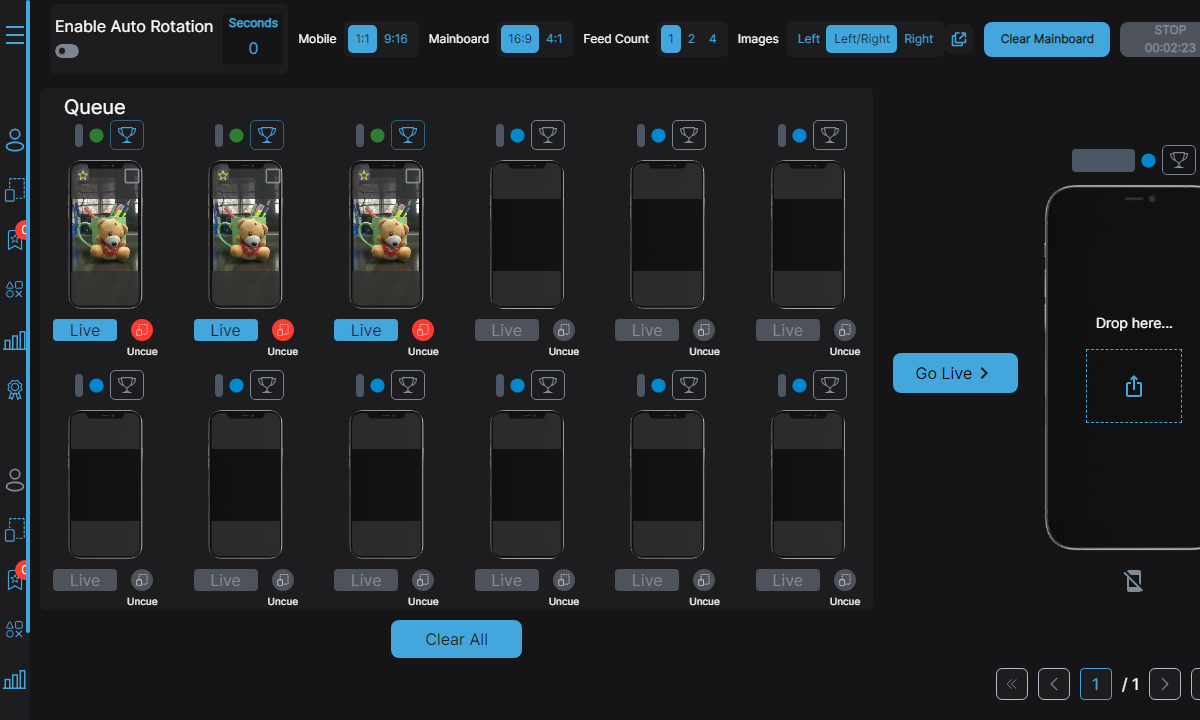 Enable Auto Rotation
Seconds
0
Mobile 1:1 9:16 Mainboard 16:9 4:1 Feed Count 1 2 4 Images Left Left/Right Right Clear Mainboard STOP
00:02:23
Queue
Live Live Live Live Live Live
Uncue Uncue Uncue Uncue Uncue Uncue
Live Live Live Live Live Live
Uncue Uncue Uncue Uncue Uncue Uncue
Clear All
Go Live
Drop here...
1 / 1